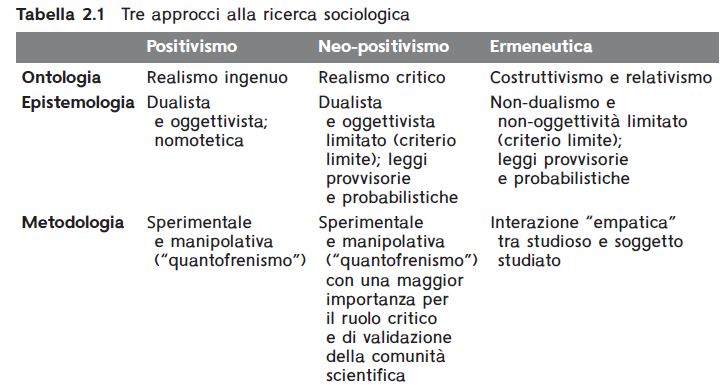 Tabella 2.1 Tre approcci alla ricerca sociologica
Positivismo Neo-positivismo Ermeneutica
Ontologia Realismo ingenuo Realismo critico Costruttivismo e relativismo
Epistemologia Dualista Dualista Non-dualismo e
e oggettivista; e oggettivista non-oggettività limitato
nomotetica limitato (criterio (criterio limite);
limite); leggi leggi provvisorie
provvisorie e probabilistiche
e probabilistiche
Metodologia Sperimentale Sperimentale Interazione “empatica”
e manipolativa e manipolativa tra studioso e soggetto
(“quantofrenismo”) (“quantofrenismo”) studiato
con una maggior
importanza per
il ruolo critico
e di validazione
della comunità
scientifica